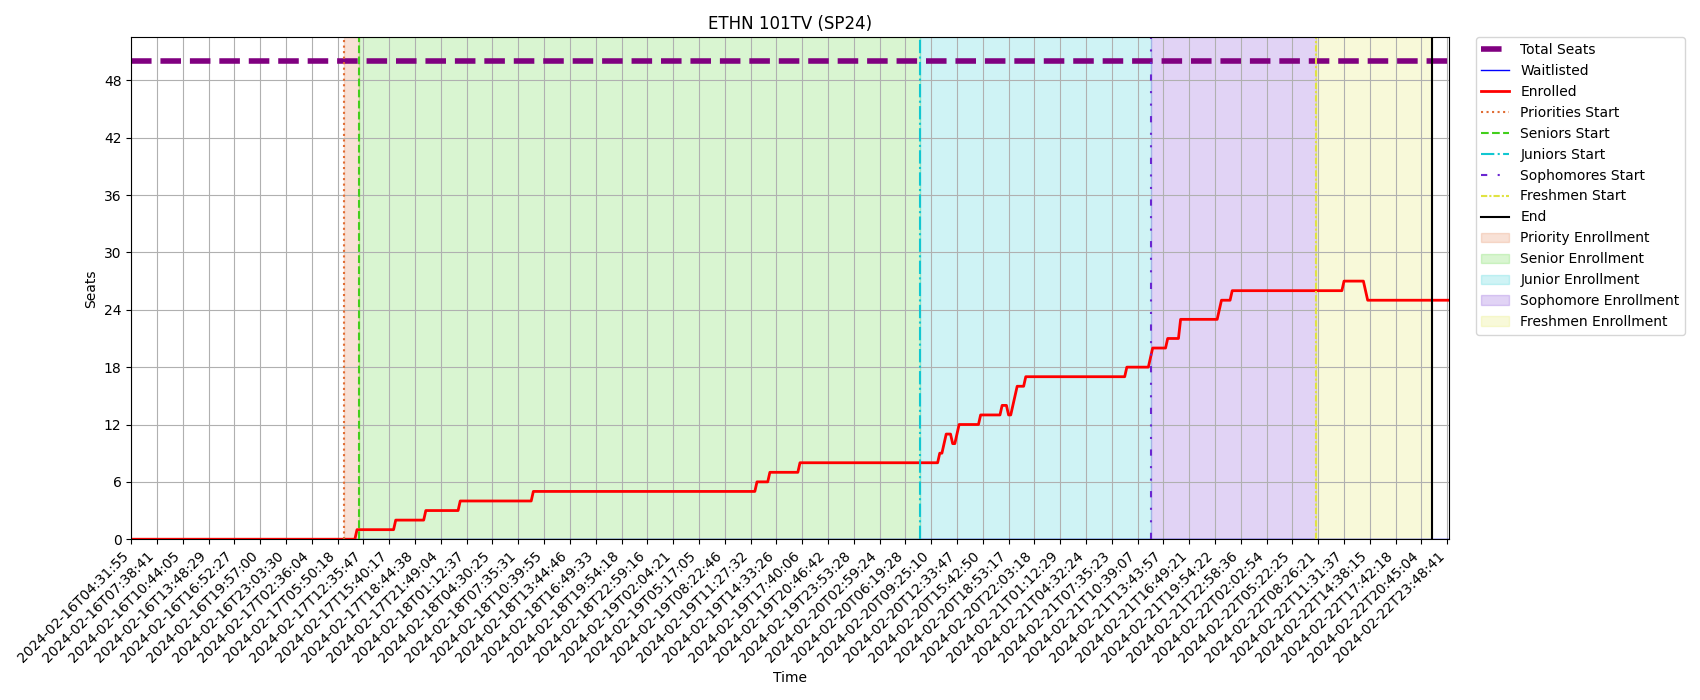 ETHN 101TV (SP24)
Total Seats
Waitlisted
Enrolled
Priorities Start
Seniors Start
Juniors Start
Sophomores Start
Freshmen Start
End
Priority Enrollment
Senior Enrollment
Junior Enrollment
Sophomore Enrollment
Freshmen Enrollment
Seats
48
42
36
30
24
18
12
6
0
2024-02-16T04:31:55
2024-02-16T07:38:41
2024-02-16T10:44:05
2024-02-16T13:48:29
2024-02-16T16:52:27
2024-02-16T19:57:00
2024-02-16T23:03:30
2024-02-17T02:36:04
2024-02-17T05:50:18
2024-02-17T12:35:47
2024-02-17T15:40:17
2024-02-17T18:44:38
2024-02-17T21:49:04
2024-02-18T01:12:37
2024-02-18T04:30:25
2024-02-18T07:35:31
2024-02-18T10:39:55
2024-02-18T13:44:46
2024-02-18T16:49:33
2024-02-18T19:54:18
2024-02-18T22:59:16
2024-02-19T02:04:21
2024-02-19T05:17:05
2024-02-19T08:22:46
2024-02-19T11:27:32
2024-02-19T14:33:26
2024-02-19T17:40:06
2024-02-19T20:46:42
2024-02-19T23:53:28
2024-02-20T02:59:24
2024-02-20T06:19:28
2024-02-20T09:25:10
2024-02-20T12:33:47
2024-02-20T15:42:50
2024-02-20T18:53:17
2024-02-20T22:03:18
2024-02-21T01:12:29
2024-02-21T04:32:24
2024-02-21T07:35:23
2024-02-21T10:39:07
2024-02-21T13:43:57
2024-02-21T16:49:21
2024-02-21T19:54:22
2024-02-21T22:58:36
2024-02-22T02:02:54
2024-02-22T05:22:25
2024-02-22T08:26:21
2024-02-22T11:31:37
2024-02-22T14:38:15
2024-02-22T17:42:18
2024-02-22T20:45:04
2024-02-22T23:48:41
Time